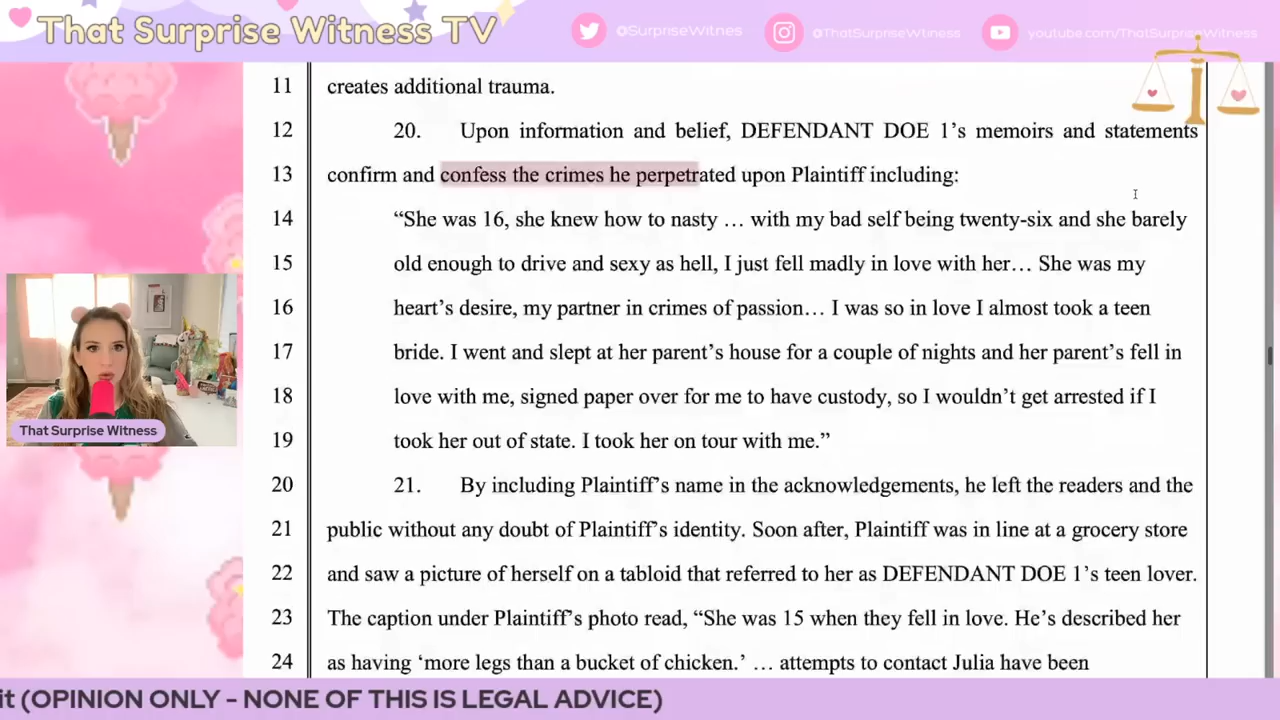 That Surprise Witness TV
@SurpriseWitnes
@ThatSurpriseWtiness
youtube.com/ThatSurpriseWitness
11 creates additional trauma.
12 20. Upon information and belief, DEFENDANT DOE 1's memoirs and statements
13 confirm and confess the crimes he perpetrated upon Plaintiff including:
14 “She was 16, she knew how to nasty … with my bad self being twenty-six and she barely
15 old enough to drive and sexy as hell, I just fell madly in love with her… She was my
16 heart’s desire, my partner in crimes of passion… I was so in love I almost took a teen
17 bride. I went and slept at her parent’s house for a couple of nights and her parent’s fell in
18 love with me, signed paper over for me to have custody, so I wouldn’t get arrested if I
19 took her out of state. I took her on tour with me.”
20 21. By including Plaintiff’s name in the acknowledgements, he left the readers and the
21 public without any doubt of Plaintiff’s identity. Soon after, Plaintiff was in line at a grocery store
22 and saw a picture of herself on a tabloid that referred to her as DEFENDANT DOE 1’s teen lover.
23 The caption under Plaintiff’s photo read, “She was 15 when they fell in love. He’s described her
24 as having ‘more legs than a bucket of chicken.’ … attempts to contact Julia have been
That Surprise Witness
it (OPINION ONLY - NONE OF THIS IS LEGAL ADVICE)